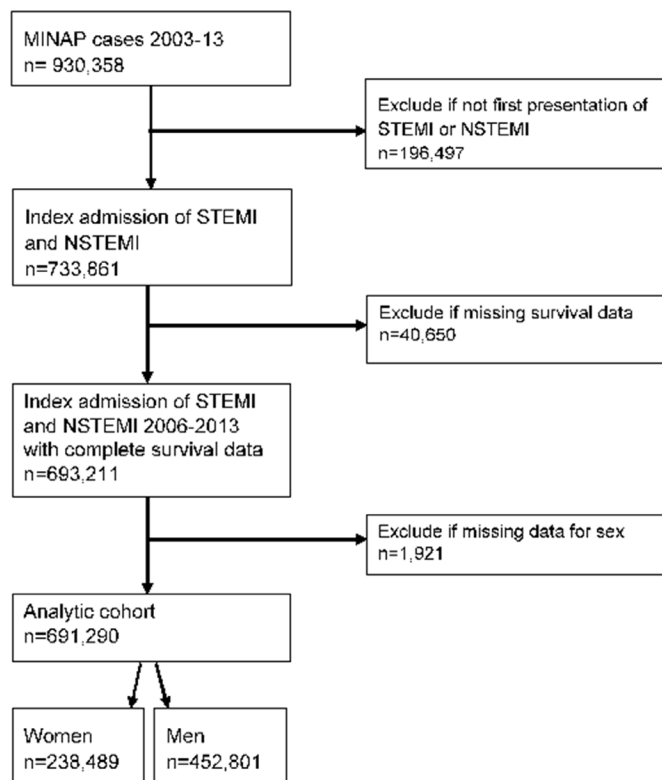 MINAP cases 2003-13
n= 930,358
Exclude if not first presentation of
STEMI or NSTEMI
n=196,497
Index admission of STEMI
and NSTEMI
n=733,861
Exclude if missing survival data
n=40,650
Index admission of STEMI
and NSTEMI 2006-2013
with complete survival data
n=693,211
Exclude if missing data for sex
n=1,921
Analytic cohort
n=691,290
Women
n=238,489
Men
n=452,801